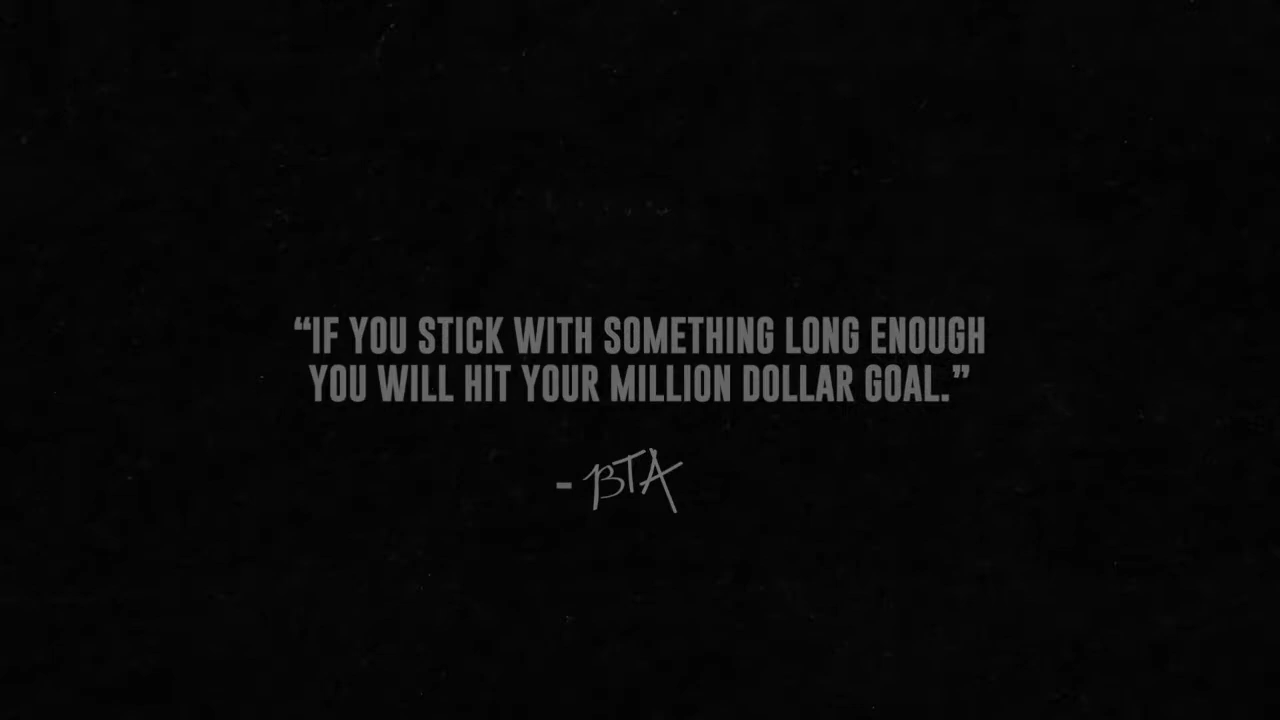 “IF YOU STICK WITH SOMETHING LONG ENOUGH
YOU WILL HIT YOUR MILLION DOLLAR GOAL.”
- BTA